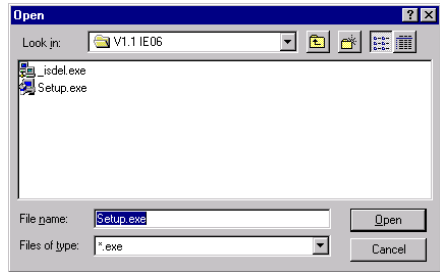 Open
Look in: V1.1 IE06
_isdel.exe
Setup.exe
File name: Setup.exe Open
Files of type: *.exe Cancel